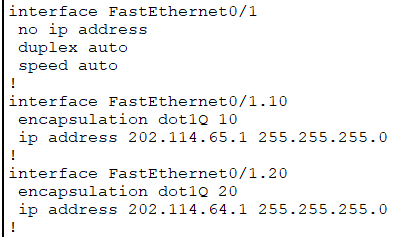 interface FastEthernet0/1
 no ip address
 duplex auto
 speed auto
!
interface FastEthernet0/1.10
 encapsulation dot1Q 10
 ip address 202.114.65.1 255.255.255.0
!
interface FastEthernet0/1.20
 encapsulation dot1Q 20
 ip address 202.114.64.1 255.255.255.0
!